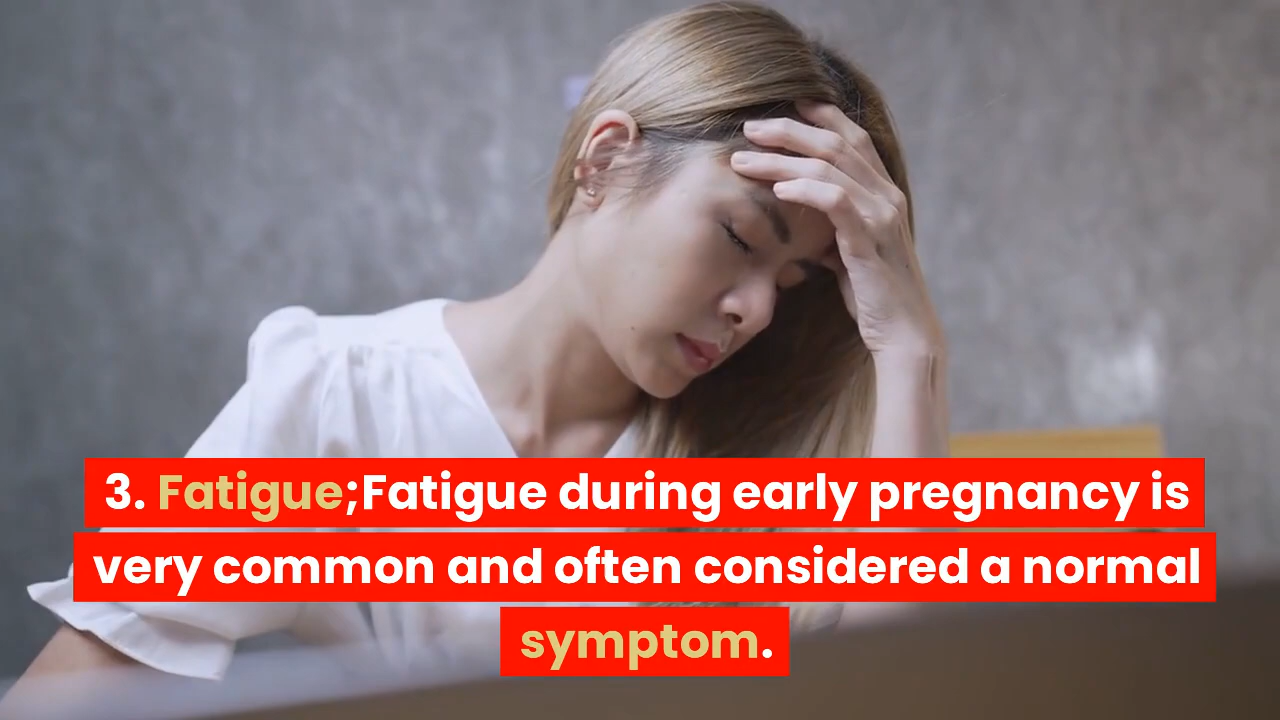 3. Fatigue;Fatigue during early pregnancy is
very common and often considered a normal
symptom.